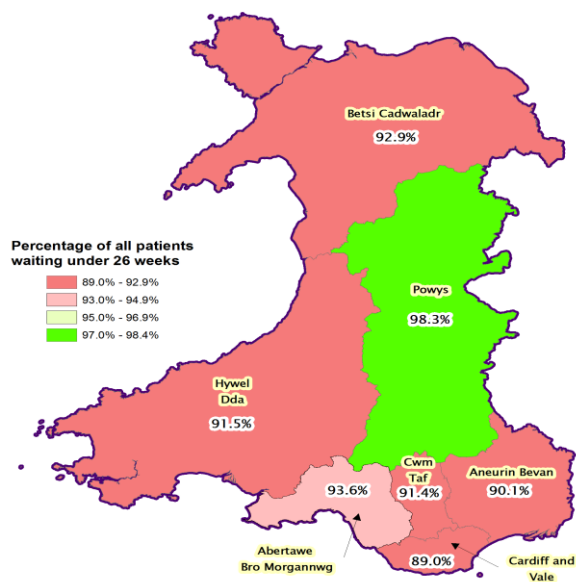 Betsi Cadwaladr
92.9%
Percentage of all patients
waiting under 26 weeks
89.0% - 92.9%
93.0% - 94.9%
95.0% - 96.9%
97.0% - 98.4%
Powys
98.3%
Hywel
Dda
91.5%
Cwm
Taf
91.4%
Aneurin Bevan
90.1%
93.6%
Abertawe
Bro Morgannwg
89.0%
Cardiff and
Vale